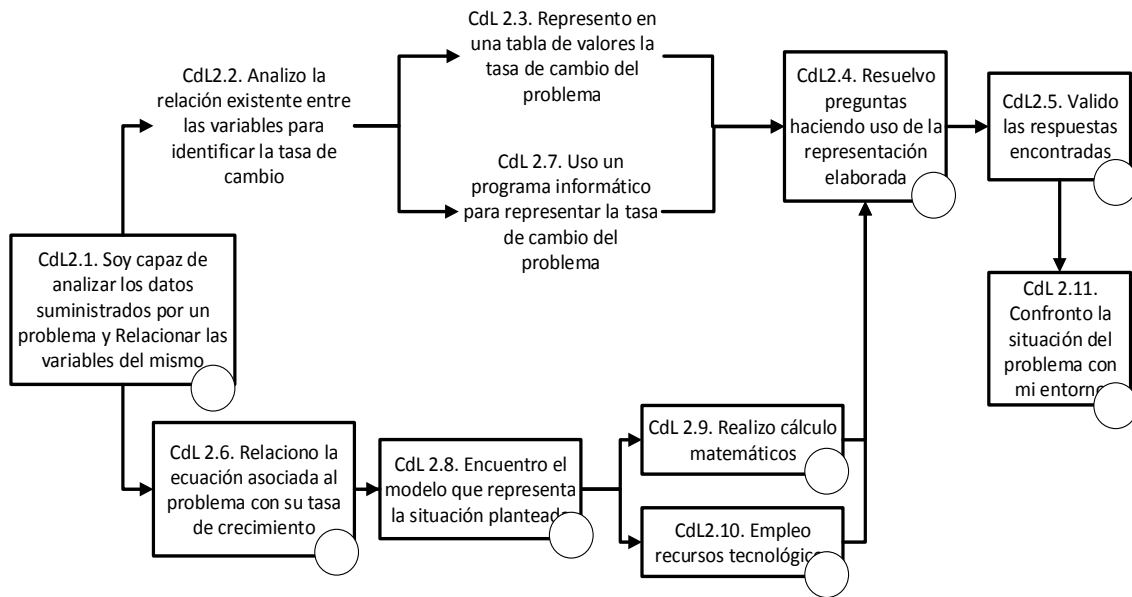 CdL2.2. Analizo la
relación existente entre
las variables para
identificar la tasa de
cambio
CdL 2.3. Represento en
una tabla de valores la
tasa de cambio del
problema
CdL 2.7. Uso un
programa informático
para representar la tasa
de cambio del
problema
CdL2.4. Resuelvo
preguntas
haciendo uso de la
representación
elaborada
CdL2.5. Valido
las respuestas
encontradas
CdL2.1. Soy capaz de
analizar los datos
suministrados por un
problema y Relacionar las
variables del mismo
CdL 2.11.
Confronto la
situación del
problema con
mi entorno
CdL 2.6. Relaciono la
ecuación asociada al
problema con su tasa
de crecimiento
CdL 2.8. Encuentro el
modelo que representa
la situación planteada
CdL 2.9. Realizo cálculo
matemáticos
CdL2.10. Empleo
recursos tecnológic